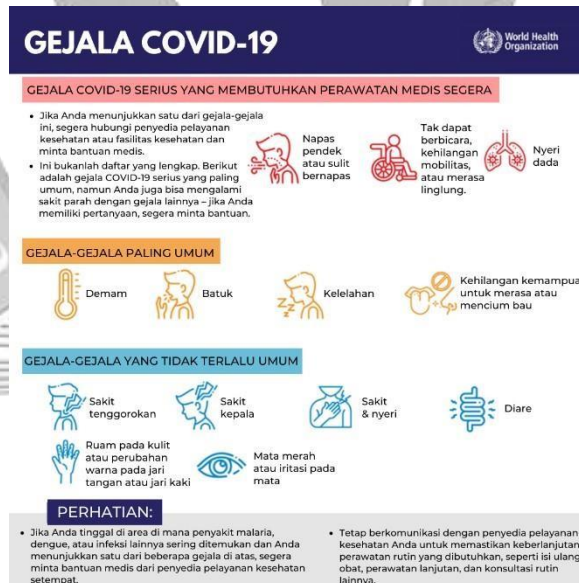 GEJALA COVID-19
World Health
Organization
GEJALA COVID-19 SERIUS YANG MEMBUTUHKAN PERAWATAN MEDIS SEGERA
• Jika Anda menunjukkan satu dari gejala-gejala
ini, segera hubungi penyedia pelayanan
kesehatan atau fasilitas kesehatan dan
minta bantuan medis.
• Ini bukanlah daftar yang lengkap. Berikut
adalah gejala COVID-19 serius yang paling
umum, namun Anda juga bisa mengalami
sakit parah dengan gejala lainnya – jika Anda
memiliki pertanyaan, segera minta bantuan.
Napas
pendek
atau sulit
bernapas
Tak dapat
berbicara,
kehilangan
mobilitas,
atau merasa
linglung.
Nyeri
dada
GEJALA-GEJALA PALING UMUM
Demam
Batuk
Kelelahan
Kehilangan kemampua
untuk merasa atau
mencium bau
GEJALA-GEJALA YANG TIDAK TERLALU UMUM
Sakit
tenggorokan
Sakit
kepala
Sakit
& nyeri
Diare
Ruam pada kulit
atau perubahan
warna pada jari
tangan atau jari kaki
Mata merah
atau iritasi pada
mata
PERHATIAN:
• Jika Anda tinggal di area di mana penyakit malaria,
dengue, atau infeksi lainnya sering ditemukan dan Anda
menunjukkan satu dari beberapa gejala di atas, segera
minta bantuan medis dari penyedia pelayanan kesehatan
setempat.
• Tetap berkomunikasi dengan penyedia pelayanan
kesehatan Anda untuk memastikan keberlanjutan
perawatan rutin yang dibutuhkan, seperti isi ulang
obat, perawatan lanjutan, dan konsultasi rutin
lainnya.